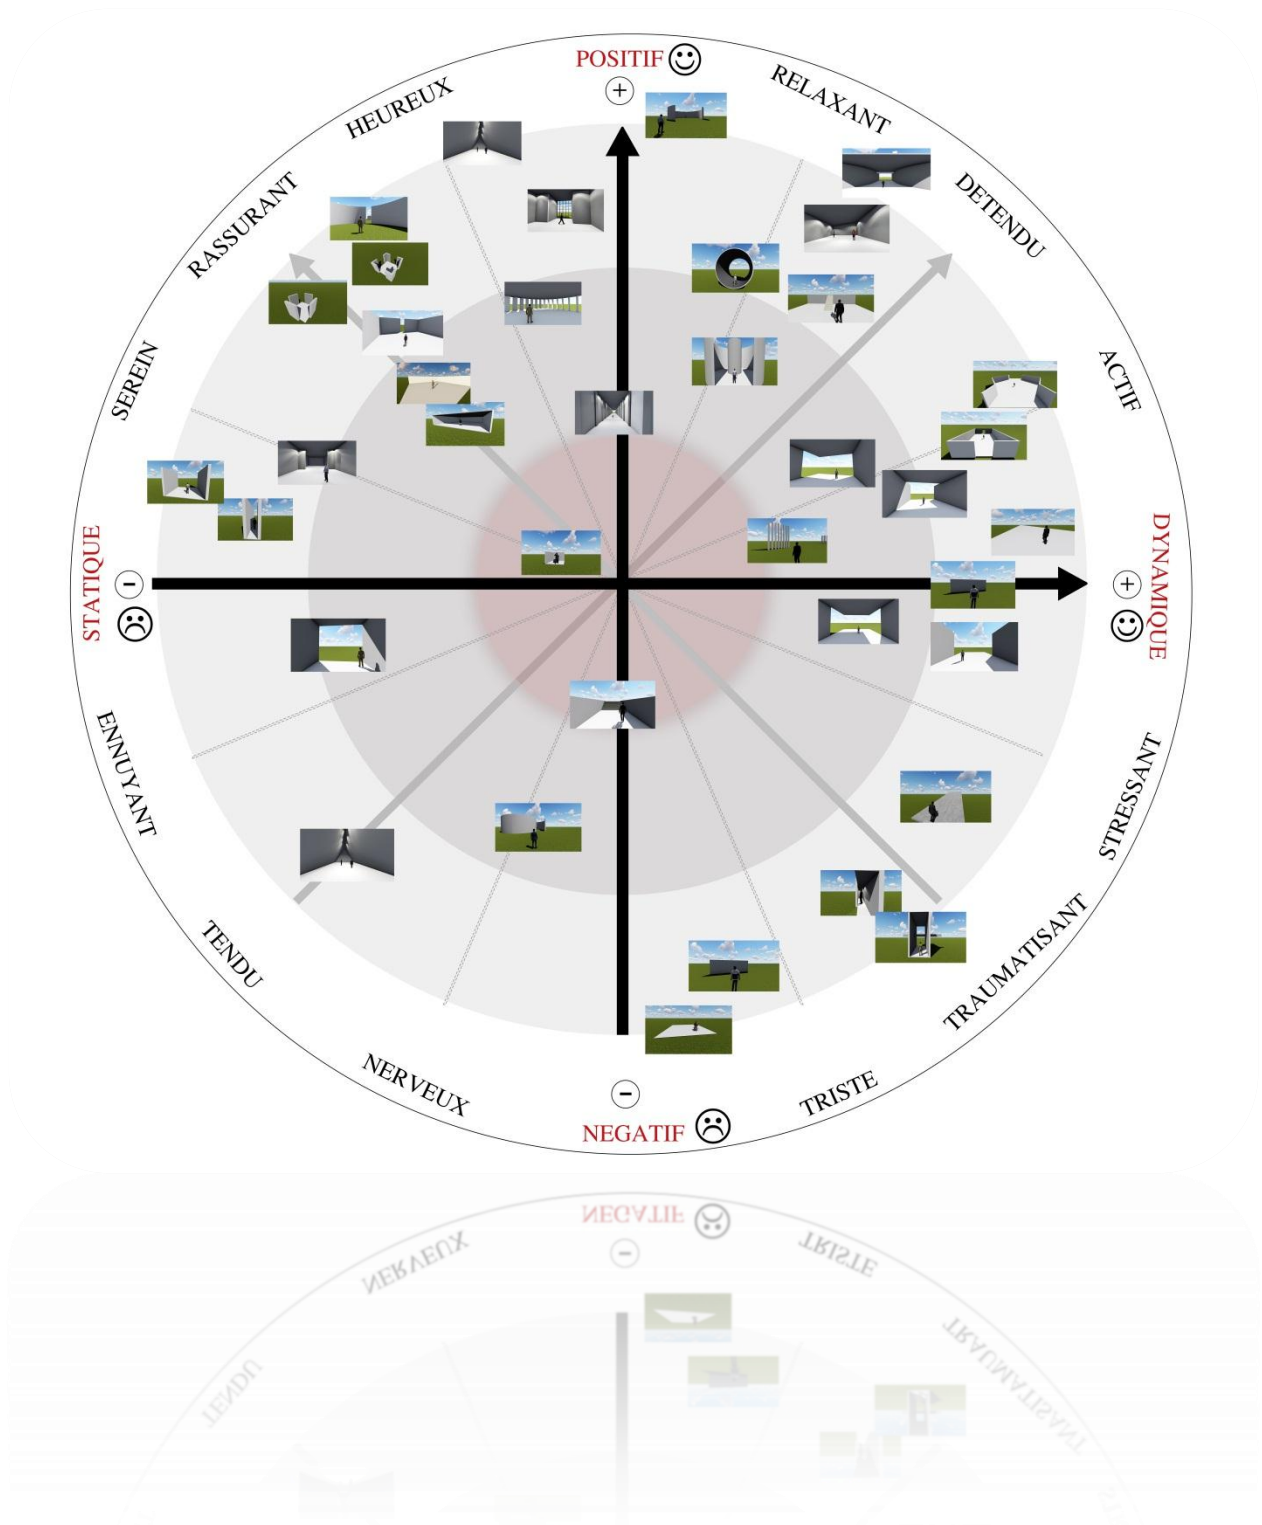 POSITIF
+
HEUREUX
RELAXANT
RASSURANT
DETENDU
SEREIN
ACTIF
STATIQUE
-
DYNAMIQUE
+
ENNUYANT
STRESSANT
TENDU
TRAUMATISANT
NERVEUX
TRISTE
-
NEGATIF